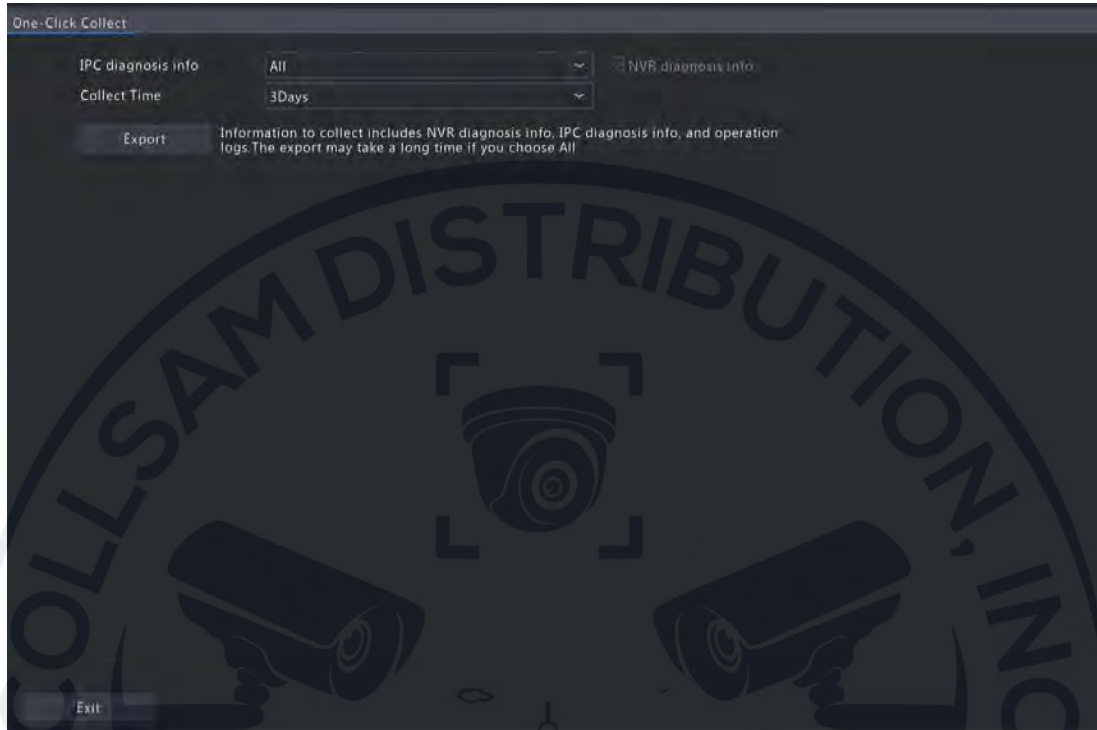 One-Click Collect
IPC diagnosis info All NVR diagnosis info
Collect Time 3Days
Export Information to collect includes NVR diagnosis info, IPC diagnosis info, and operation
logs.The export may take a long time if you choose All
COLLSAM DISTRIBUTION, INC
Exit